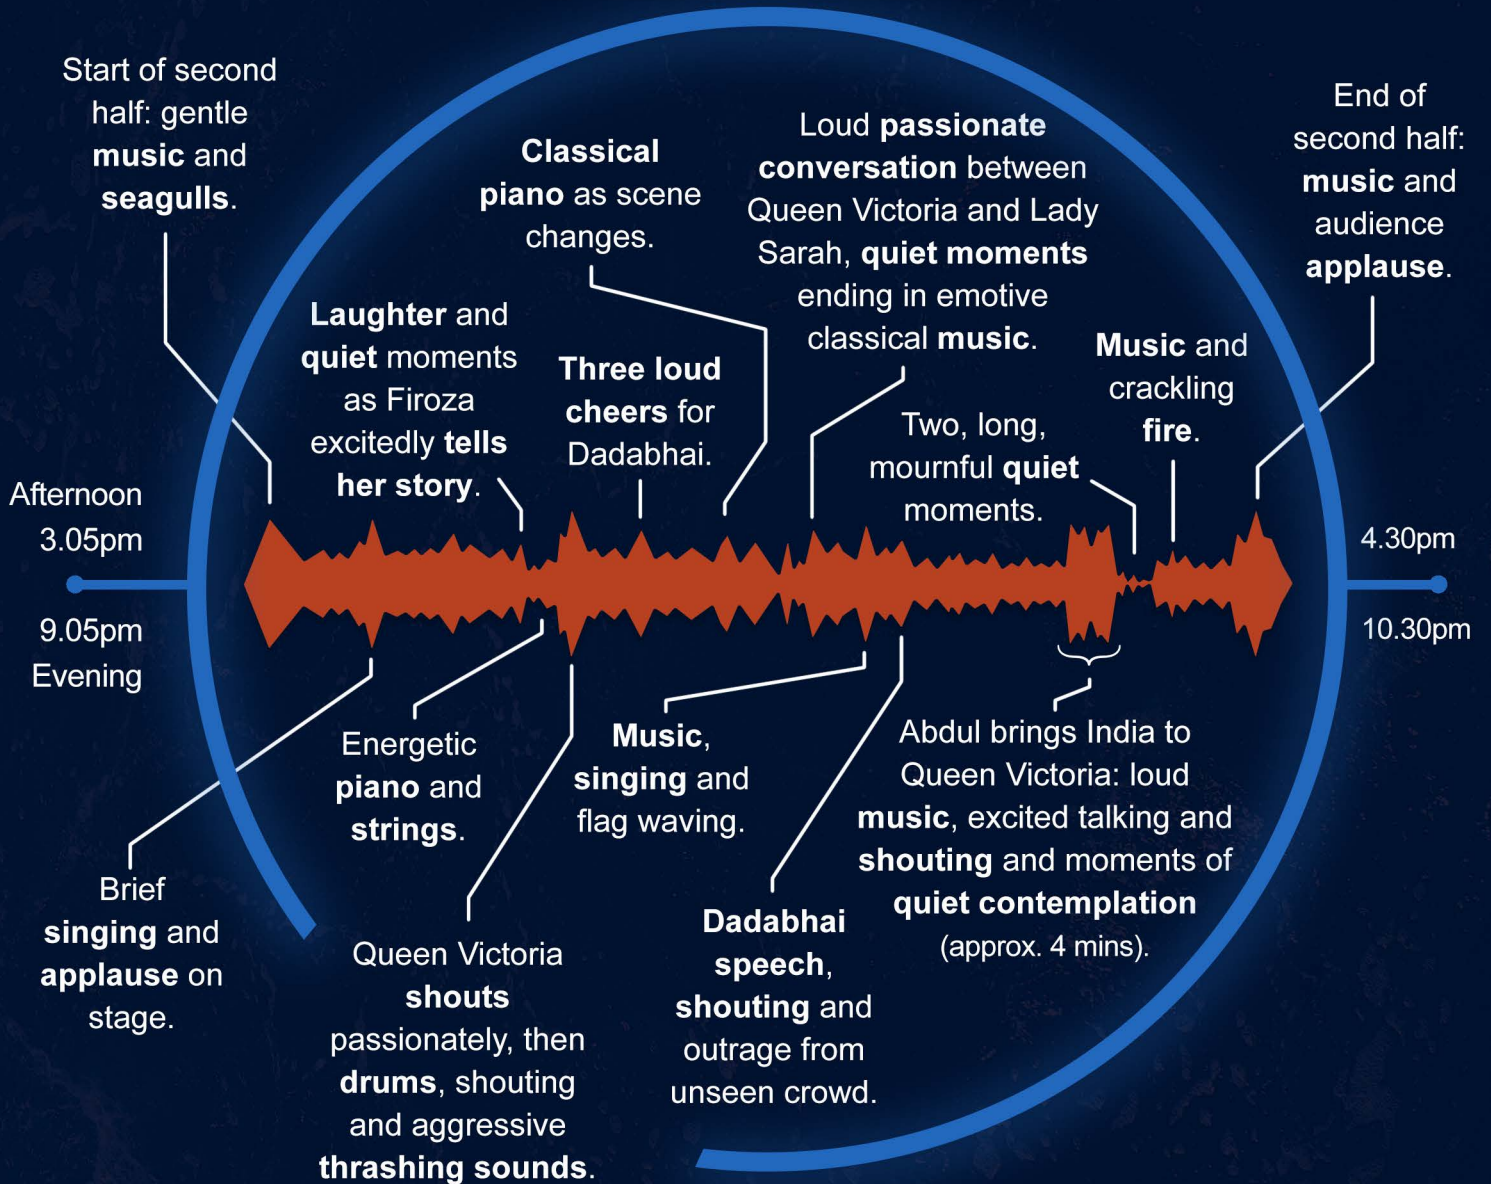 Start of second
half: gentle
music and
seagulls.
Classical
piano as scene
changes.
Loud passionate
conversation between
Queen Victoria and Lady
Sarah, quiet moments
ending in emotive
classical music.
End of
second half:
music and
audience
applause.
Laughter and
quiet moments
as Firoza
excitedly tells
her story.
Three loud
cheers for
Dadabhai.
Two, long,
mournful quiet
moments.
Music and
crackling
fire.
Afternoon
3.05pm
9.05pm
Evening
4.30pm
10.30pm
Brief
singing and
applause on
stage.
Energetic
piano and
strings.
Queen Victoria
shouts
passionately, then
drums, shouting
and aggressive
thrashing sounds.
Music,
singing and
flag waving.
Dadabhai
speech,
shouting and
outrage from
unseen crowd.
Abdul brings India to
Queen Victoria: loud
music, excited talking and
shouting and moments of
quiet contemplation
(approx. 4 mins).